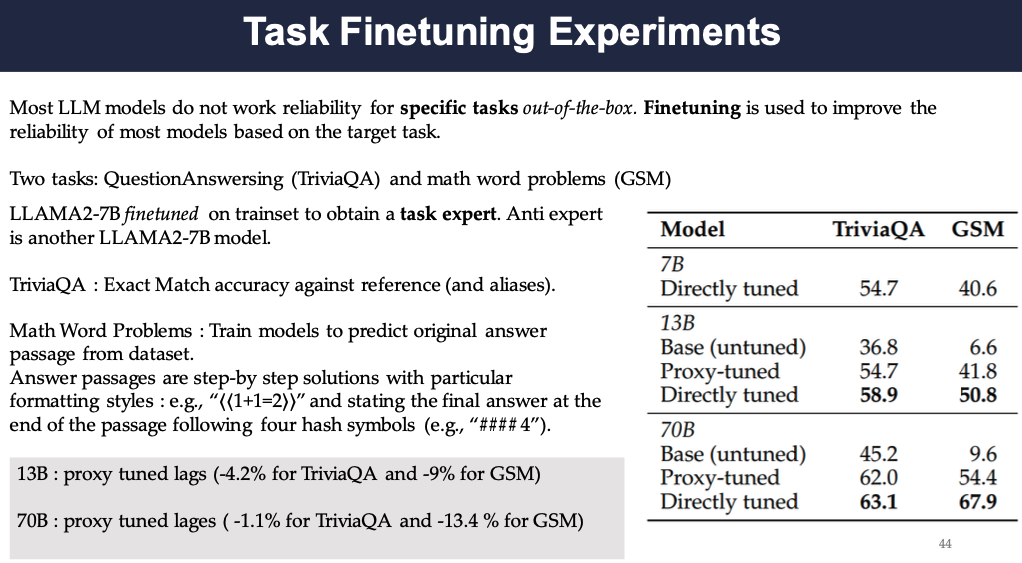 Task Finetuning Experiments
Most LLM models do not work reliability for specific tasks out-of-the-box. Finetuning is used to improve the
reliability of most models based on the target task.
Two tasks: QuestionAnswersing (TriviaQA) and math word problems (GSM)
LLAMA2-7B finetuned on trainset to obtain a task expert. Anti expert
is another LLAMA2-7B model.
TriviaQA : Exact Match accuracy against reference (and aliases).
Math Word Problems : Train models to predict original answer
passage from dataset.
Answer passages are step-by step solutions with particular
formatting styles : e.g., “⟨⟨1+1=2⟩⟩” and stating the final answer at the
end of the passage following four hash symbols (e.g., “#### 4”).
13B : proxy tuned lags (-4.2% for TriviaQA and -9% for GSM)
70B : proxy tuned lages ( -1.1% for TriviaQA and -13.4 % for GSM)
Model TriviaQA GSM
7B
Directly tuned 54.7 40.6
13B
Base (untuned) 36.8 6.6
Proxy-tuned 54.7 41.8
Directly tuned 58.9 50.8
70B
Base (untuned) 45.2 9.6
Proxy-tuned 62.0 54.4
Directly tuned 63.1 67.9
44